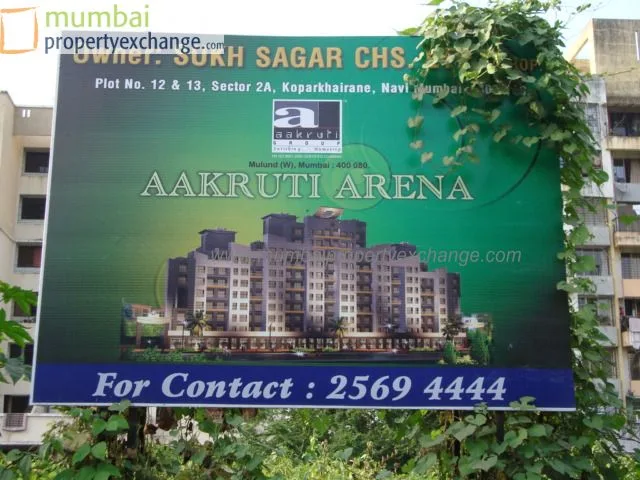 mumbai
propertyexchange.com
Owner: SUKH SAGAR CHS.
Plot No. 12 & 13, Sector 2A, Koparkhairane, Navi Mumbai
a
aakruti
GROUP
Mulund (W), Mumbai : 400 080.
AAKRUTI ARENA
www.mumbaipropertyexchange.com
For Contact : 2569 4444